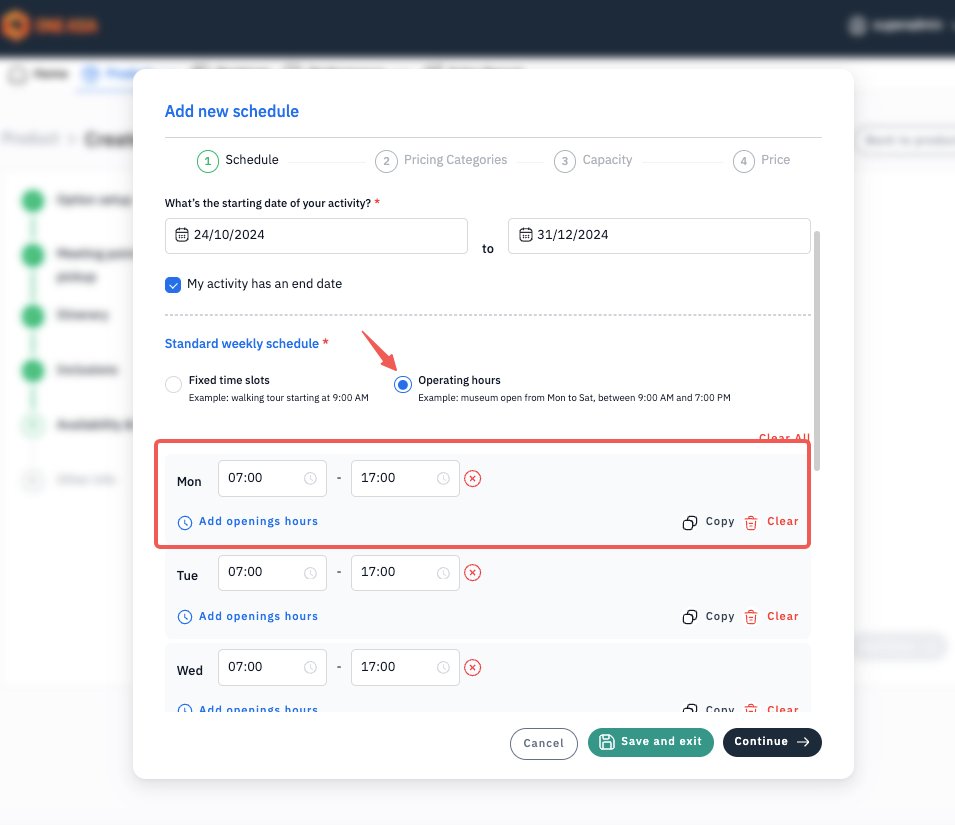 Add new schedule
1 Schedule 2 Pricing Categories 3 Capacity 4 Price
What's the starting date of your activity? *
24/10/2024 to 31/12/2024
My activity has an end date
Standard weekly schedule *
Fixed time slots Operating hours
Example: walking tour starting at 9:00 AM Example: museum open from Mon to Sat, between 9:00 AM and 7:00 PM
Clear All
Mon 07:00 - 17:00
Add openings hours Copy Clear
Tue 07:00 - 17:00
Add openings hours Copy Clear
Wed 07:00 - 17:00
Add openings hours Copy Clear
Cancel Save and exit Continue